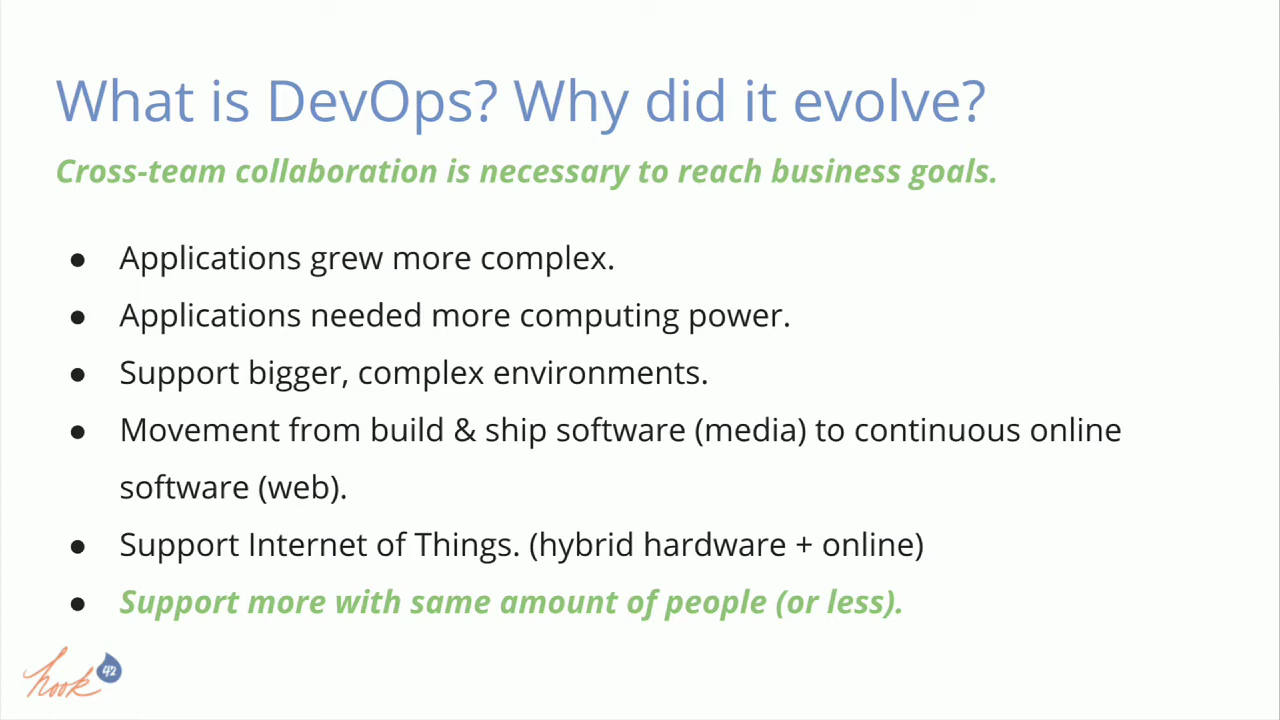 What is DevOps? Why did it evolve?
Cross-team collaboration is necessary to reach business goals.
● Applications grew more complex.
● Applications needed more computing power.
● Support bigger, complex environments.
● Movement from build & ship software (media) to continuous online
software (web).
● Support Internet of Things. (hybrid hardware + online)
● Support more with same amount of people (or less).
hook 42